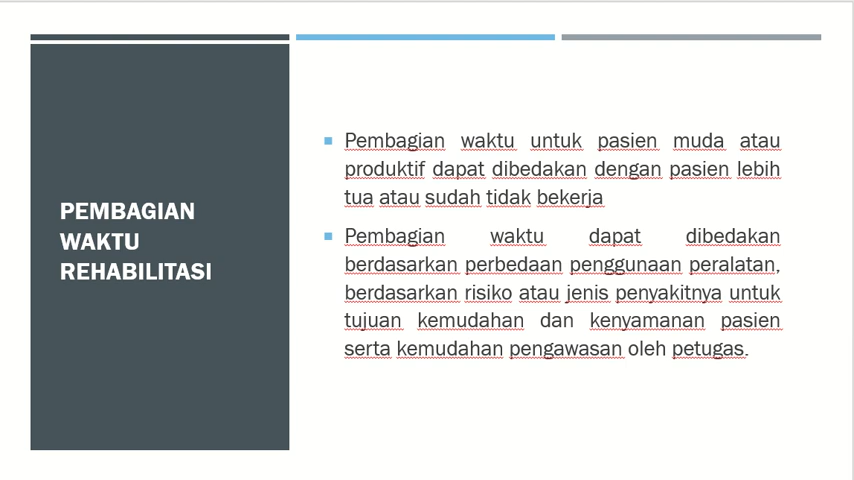 PEMBAGIAN
WAKTU
REHABILITASI
Pembagian waktu untuk pasien muda atau
produktif dapat dibedakan dengan pasien lebih
tua atau sudah tidak bekerja
Pembagian waktu dapat dibedakan
berdasarkan perbedaan penggunaan peralatan,
berdasarkan risiko atau jenis penyakitnya untuk
tujuan kemudahan dan kenyamanan pasien
serta kemudahan pengawasan oleh petugas.